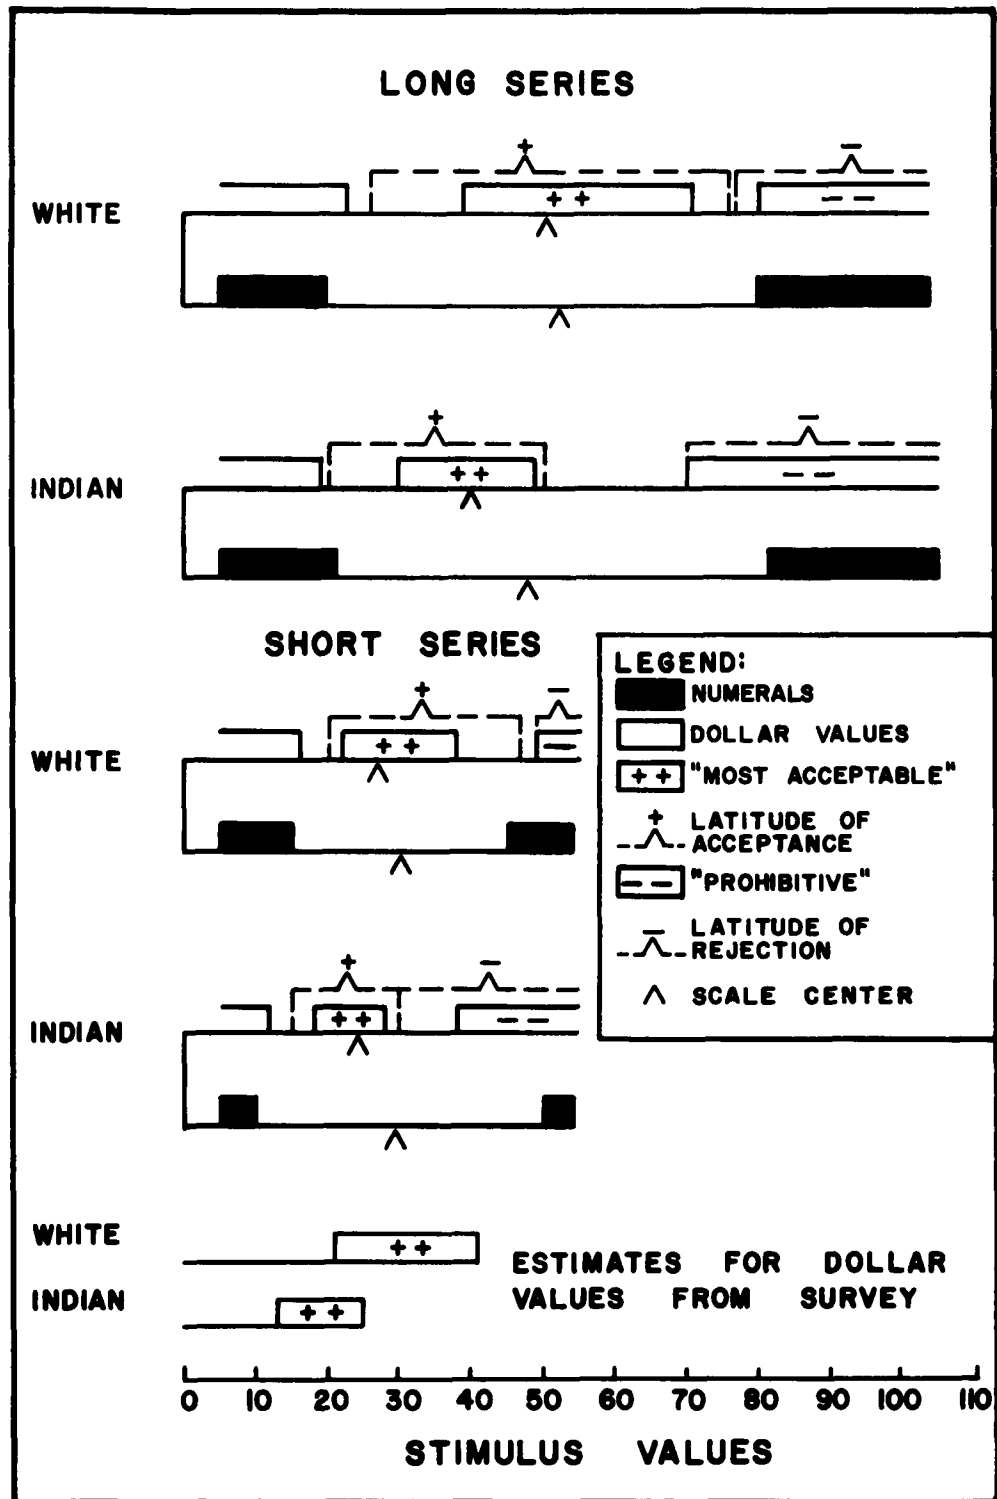 LONG SERIES
+ −
WHITE
+ + − −
INDIAN
+ −
+ + − −
SHORT SERIES
WHITE
+ −
+ + −
INDIAN
+ −
+ + − −
LEGEND:
NUMERALS
DOLLAR VALUES
+ + "MOST ACCEPTABLE"
+ LATITUDE OF
ACCEPTANCE
− − "PROHIBITIVE"
− LATITUDE OF
REJECTION
SCALE CENTER
WHITE
+ +
INDIAN
+ +
ESTIMATES FOR DOLLAR
VALUES FROM SURVEY
0 10 20 30 40 50 60 70 80 90 100 110
STIMULUS VALUES